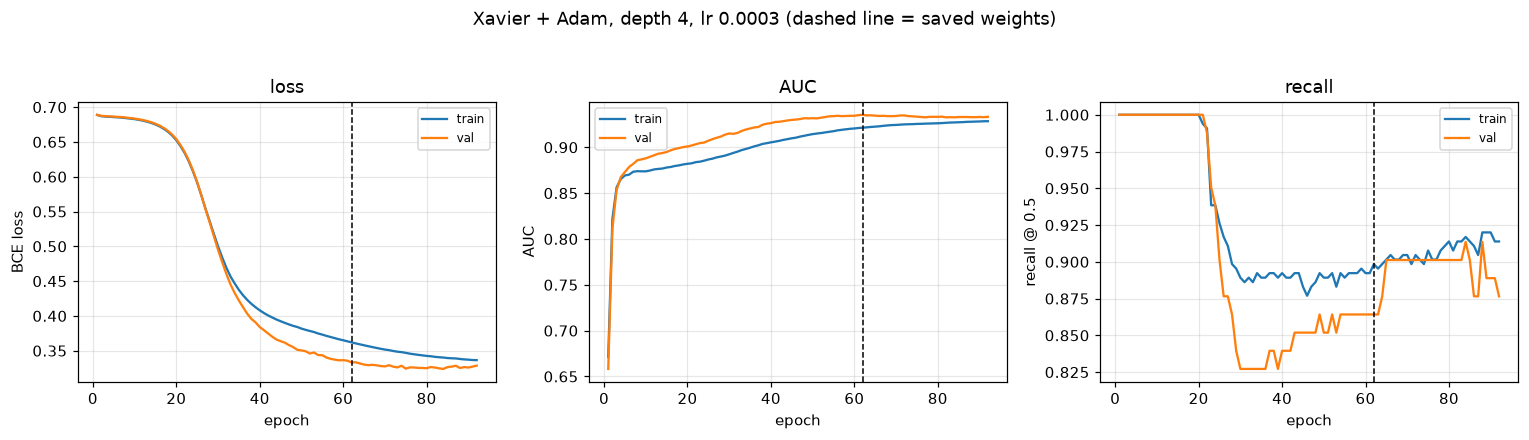 Xavier + Adam, depth 4, lr 0.0003 (dashed line = saved weights)
loss
BCE loss
0.70
0.65
0.60
0.55
0.50
0.45
0.40
0.35
0 20 40 60 80
epoch
train
val
AUC
AUC
0.90
0.85
0.80
0.75
0.70
0.65
0 20 40 60 80
epoch
train
val
recall
recall @ 0.5
1.000
0.975
0.950
0.925
0.900
0.875
0.850
0.825
0 20 40 60 80
epoch
train
val